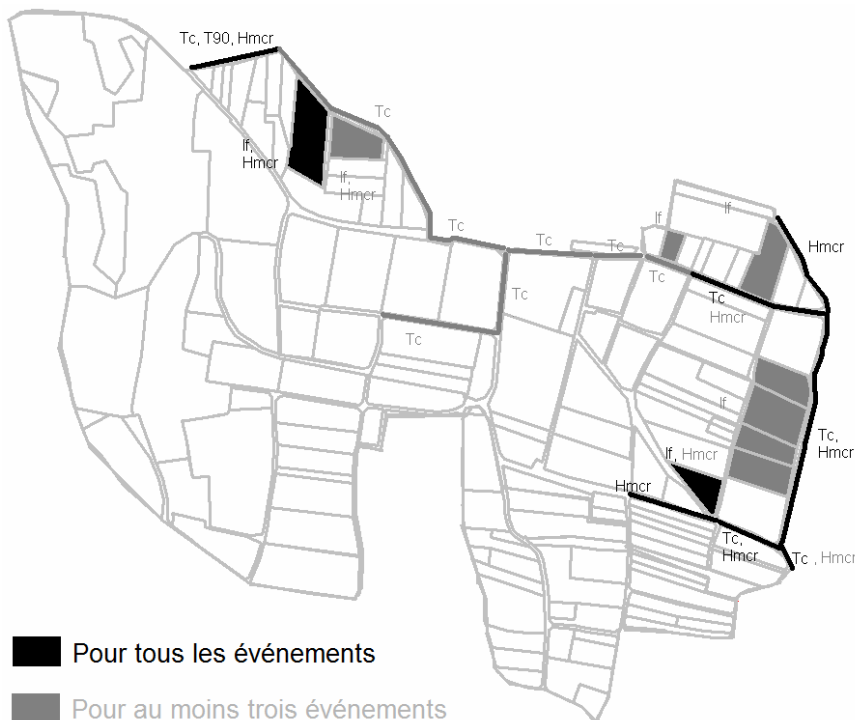 Tc, T90, Hmcr
Tc
If,
Hmcr
If,
Hmcr
Tc
Tc
Tc
If
If
Hmcr
Tc
Tc
Tc
Hmcr
Tc
If
If, Hmcr
Tc,
Hmcr
Hmcr
Tc,
Hmcr
Tc , Hmcr
Pour tous les événements
Pour au moins trois événements